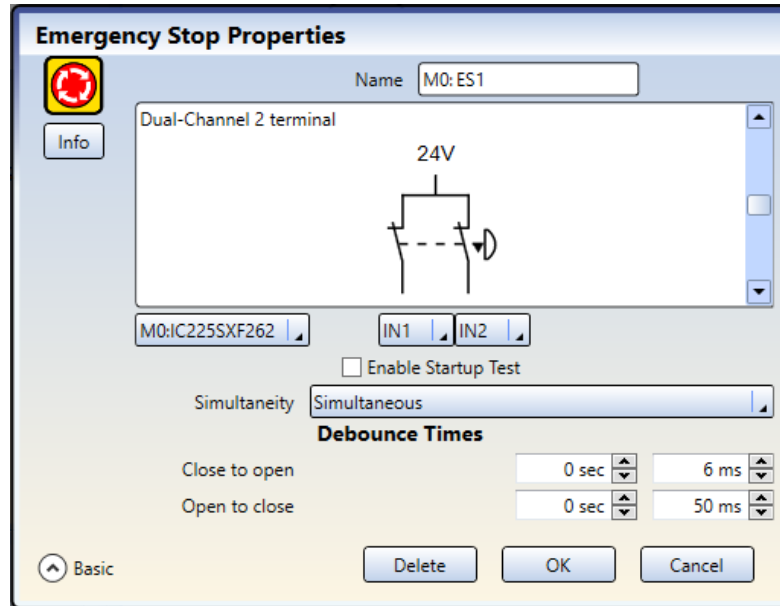 Emergency Stop Properties
Name M0:ES1
Info
Dual-Channel 2 terminal
24V
M0:IC225SXF262 IN1 IN2
Enable Startup Test
Simultaneity Simultaneous
Debounce Times
Close to open 0 sec 6 ms
Open to close 0 sec 50 ms
Basic Delete OK Cancel